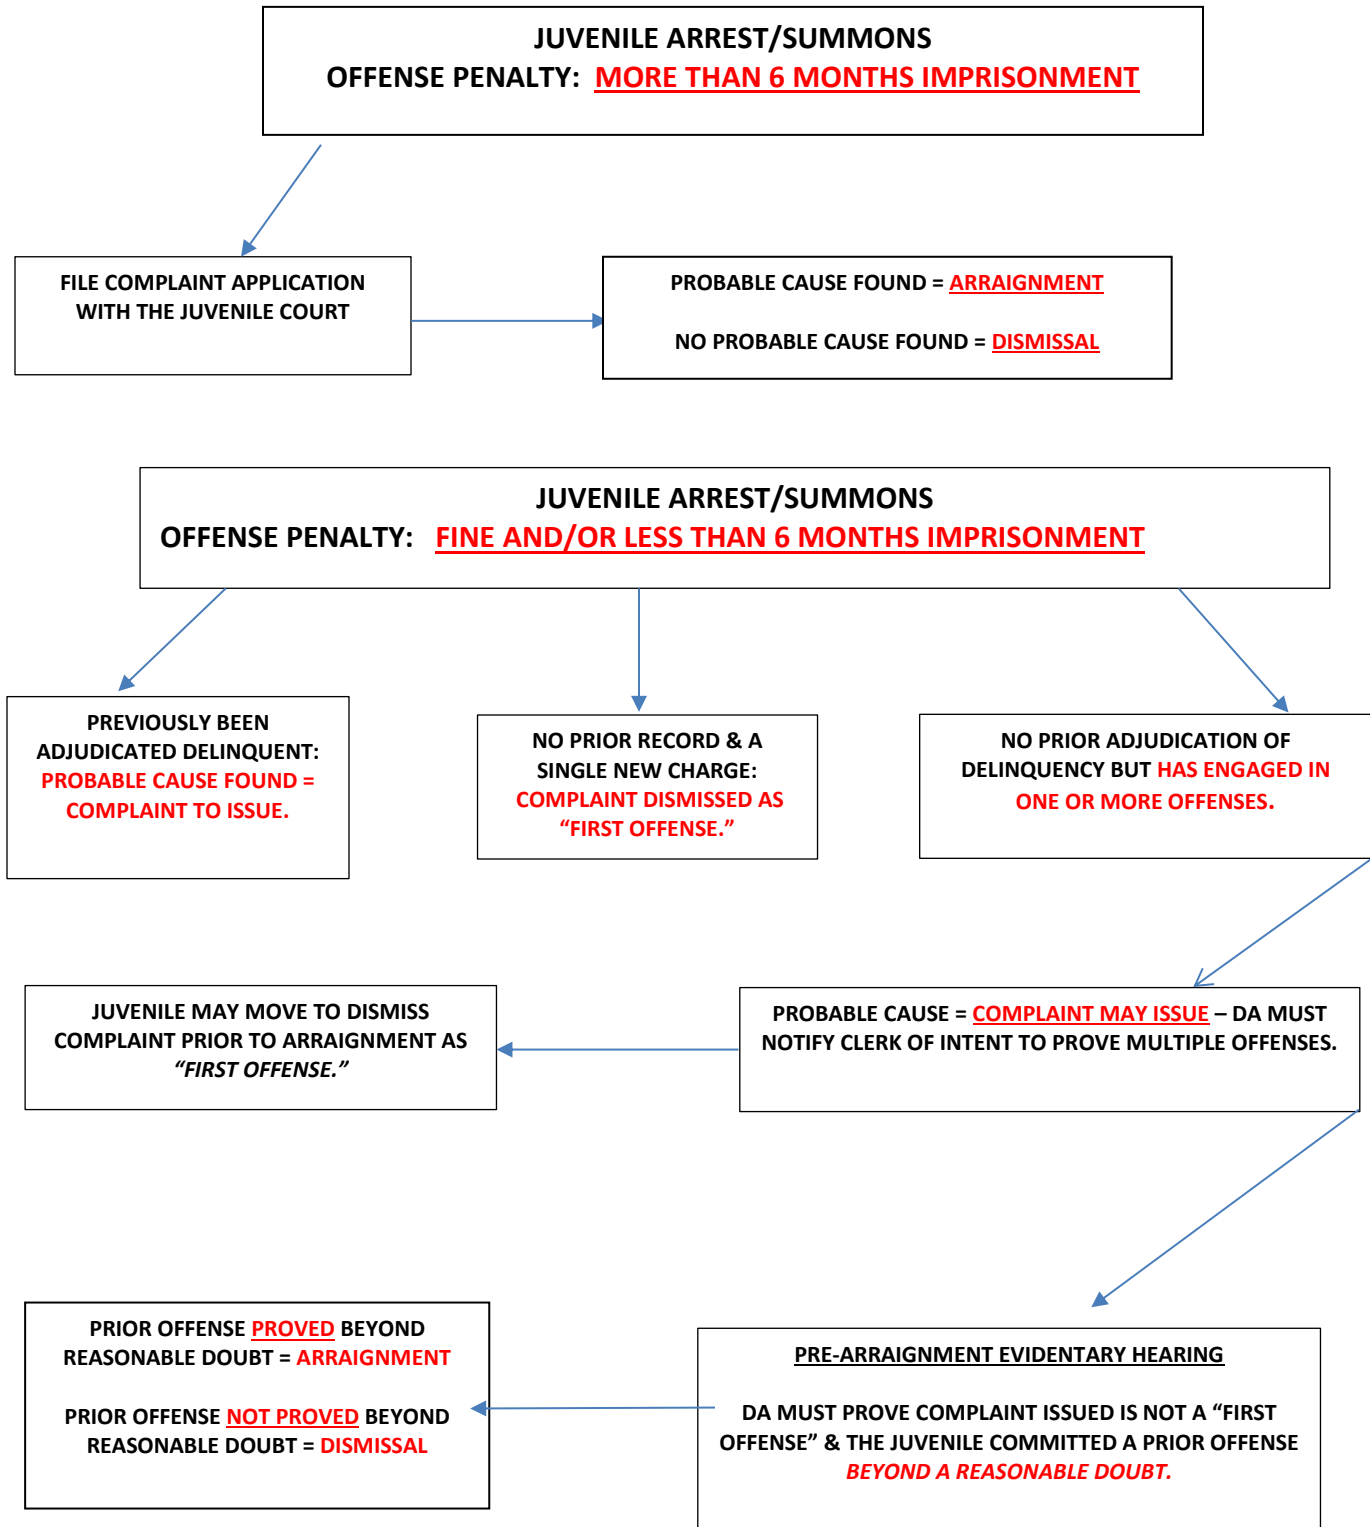 JUVENILE ARREST/SUMMONS
OFFENSE PENALTY: MORE THAN 6 MONTHS IMPRISONMENT
FILE COMPLAINT APPLICATION
WITH THE JUVENILE COURT
PROBABLE CAUSE FOUND = ARRAIGNMENT
NO PROBABLE CAUSE FOUND = DISMISSAL
JUVENILE ARREST/SUMMONS
OFFENSE PENALTY: FINE AND/OR LESS THAN 6 MONTHS IMPRISONMENT
PREVIOUSLY BEEN
ADJUDICATED DELINQUENT:
PROBABLE CAUSE FOUND =
COMPLAINT TO ISSUE.
NO PRIOR RECORD & A
SINGLE NEW CHARGE:
COMPLAINT DISMISSED AS
“FIRST OFFENSE.”
NO PRIOR ADJUDICATION OF
DELINQUENCY BUT HAS ENGAGED IN
ONE OR MORE OFFENSES.
JUVENILE MAY MOVE TO DISMISS
COMPLAINT PRIOR TO ARRAIGNMENT AS
“FIRST OFFENSE.”
PROBABLE CAUSE = COMPLAINT MAY ISSUE – DA MUST
NOTIFY CLERK OF INTENT TO PROVE MULTIPLE OFFENSES.
PRIOR OFFENSE PROVED BEYOND
REASONABLE DOUBT = ARRAIGNMENT
PRIOR OFFENSE NOT PROVED BEYOND
REASONABLE DOUBT = DISMISSAL
PRE-ARRAIGNMENT EVIDENTARY HEARING
DA MUST PROVE COMPLAINT ISSUED IS NOT A “FIRST
OFFENSE” & THE JUVENILE COMMITTED A PRIOR OFFENSE
BEYOND A REASONABLE DOUBT.